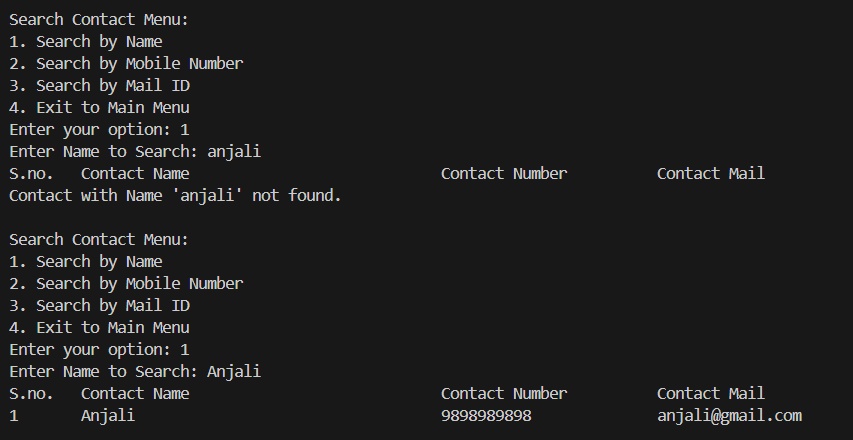 Search Contact Menu:
1. Search by Name
2. Search by Mobile Number
3. Search by Mail ID
4. Exit to Main Menu
Enter your option: 1
Enter Name to Search: anjali
S.no.   Contact Name                            Contact Number          Contact Mail
Contact with Name 'anjali' not found.

Search Contact Menu:
1. Search by Name
2. Search by Mobile Number
3. Search by Mail ID
4. Exit to Main Menu
Enter your option: 1
Enter Name to Search: Anjali
S.no.   Contact Name                            Contact Number          Contact Mail
1       Anjali                                  9898989898              anjali@gmail.com